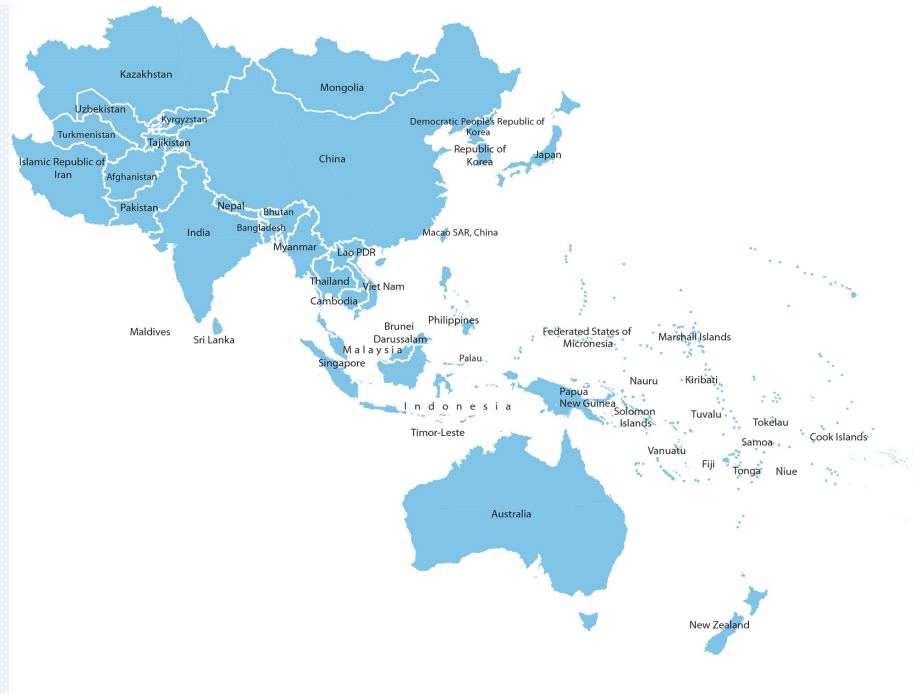 Kazakhstan
Mongolia
Uzbekistan
Kyrgyzstan
Democratic People's Republic of
Korea
Turkmenistan
Tajikistan
Republic of
Korea
Japan
China
Islamic Republic of
Iran
Afghanistan
Pakistan
Nepal
Bhutan
India
Bangladesh
Macao SAR, China
Myanmar
Lao PDR
Thailand
Viet Nam
Cambodia
Philippines
Maldives
Sri Lanka
Brunei
Darussalam
Malaysia
Singapore
Palau
Federated States of
Micronesia
Marshall Islands
Nauru
Kiribati
Papua
New Guinea
Indonesia
Solomon
Islands
Tuvalu
Tokelau
Timor-Leste
Samoa
Cook Islands
Vanuatu
Fiji
Tonga
Niue
Australia
New Zealand